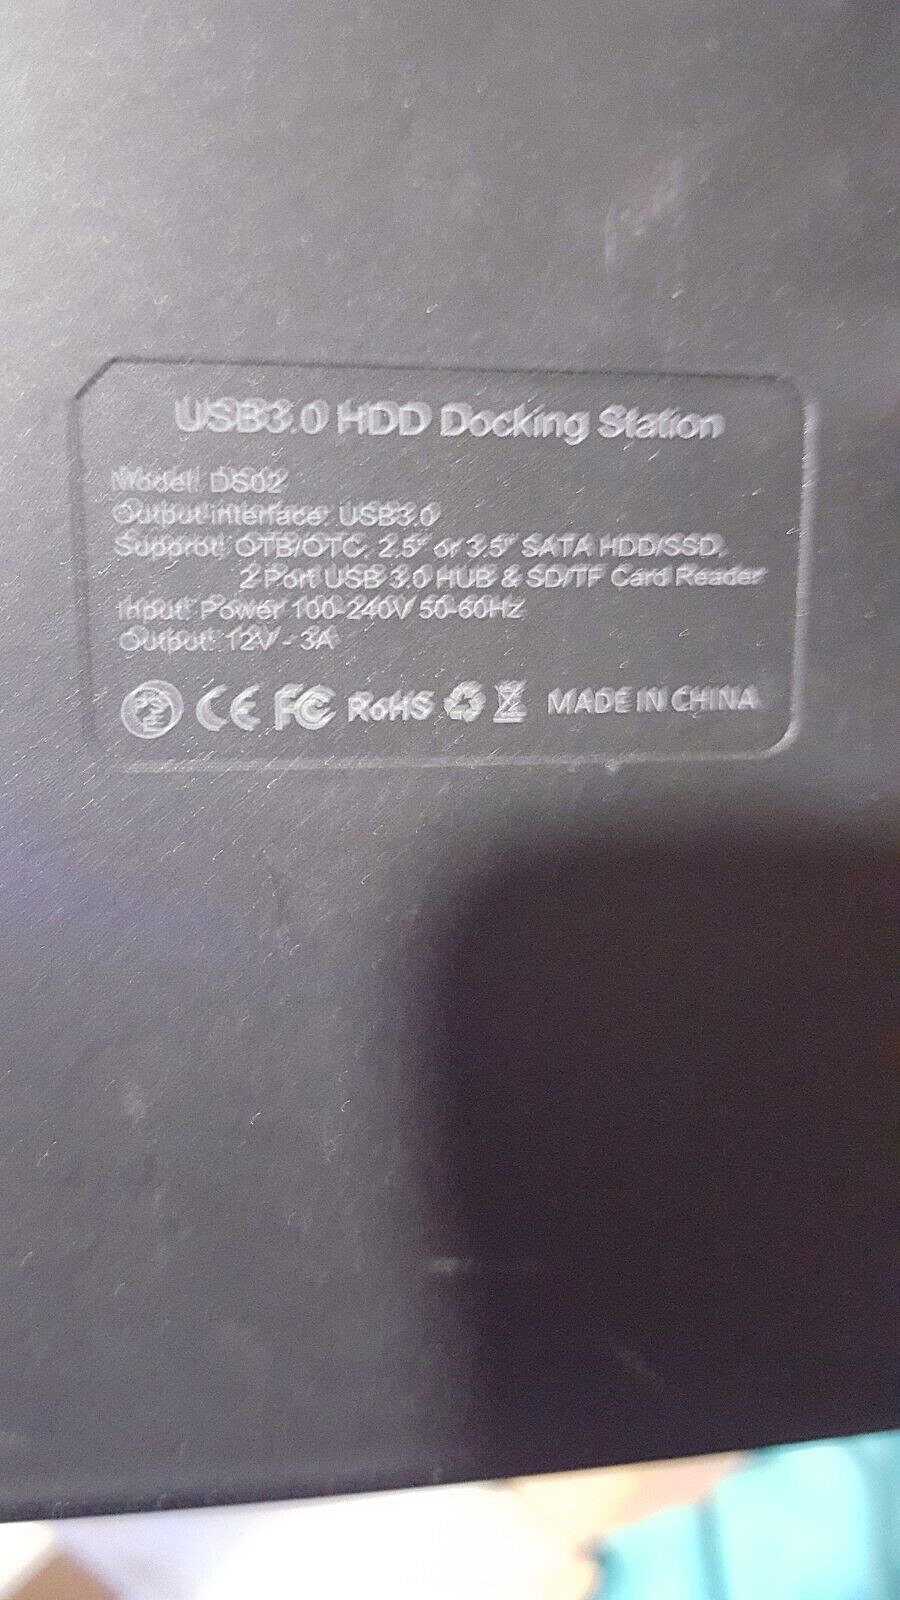 USB3.0 HDD Docking Station
Model: DS02
Output interface: USB3.0
Supprot: OTB/OTC, 2.5" or 3.5" SATA HDD/SSD,
2 Port USB 3.0 HUB & SD/TF Card Reader
Input: Power 100-240V 50-60Hz
Output: 12V - 3A
CE FC RoHS MADE IN CHINA